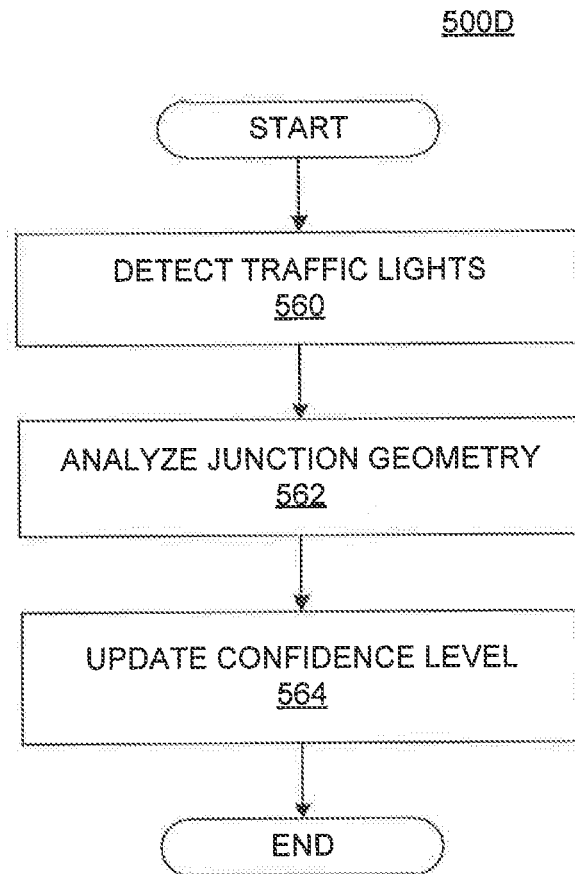 500D
START
DETECT TRAFFIC LIGHTS
560
ANALYZE JUNCTION GEOMETRY
562
UPDATE CONFIDENCE LEVEL
564
END